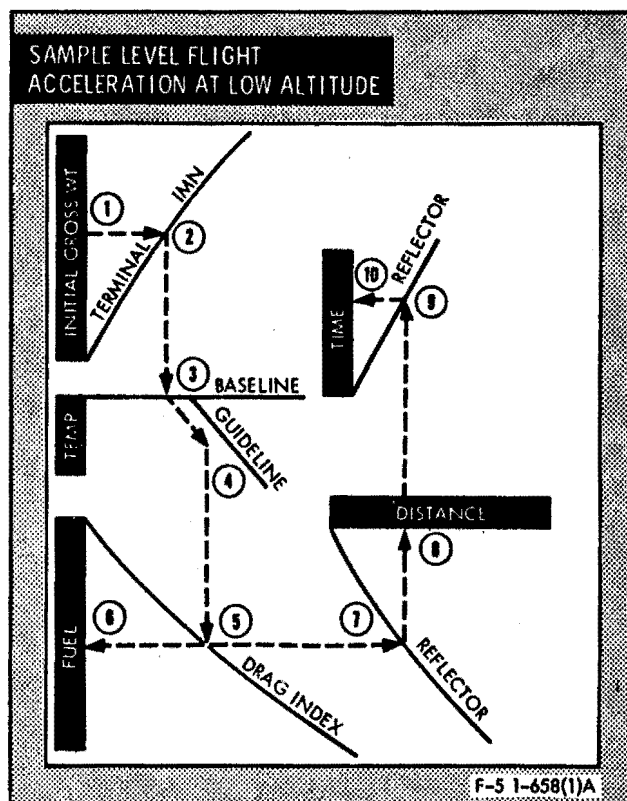 SAMPLE LEVEL FLIGHT
ACCELERATION AT LOW ALTITUDE
INITIAL GROSS WT
1
2
TERMINAL IMN
TEMP
3
BASELINE
GUIDELINE
4
FUEL
6
5
DRAG INDEX
TIME
10
REFLECTOR
9
DISTANCE
8
7
REFLECTOR
F-5 1-658(1)A